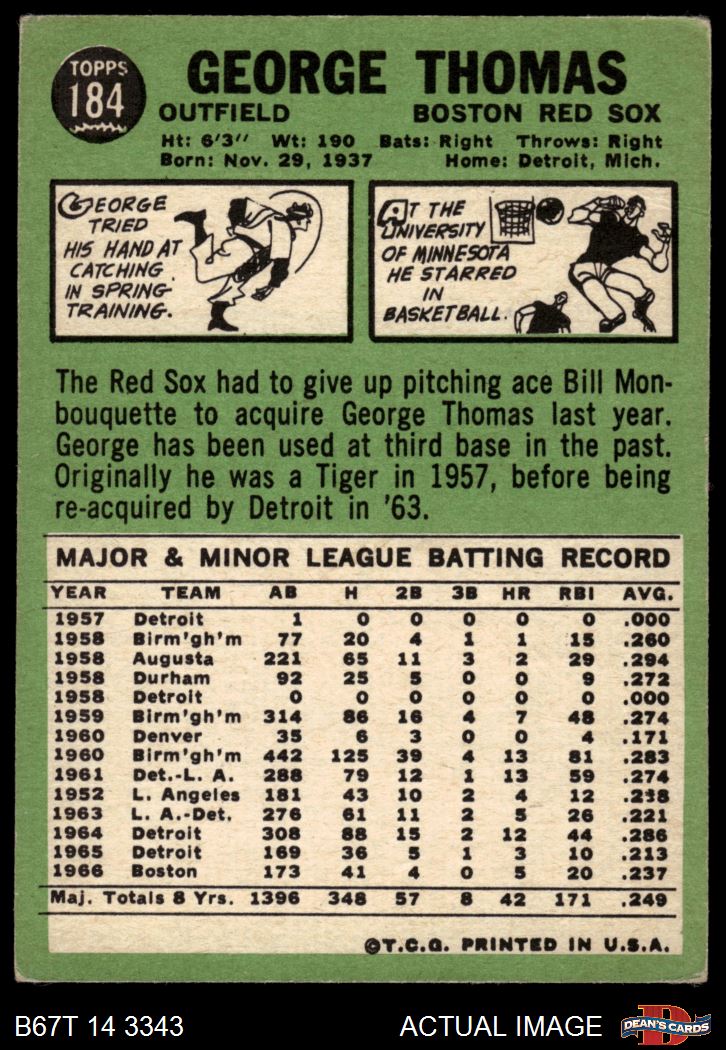 TOPPS
184
GEORGE THOMAS
OUTFIELD BOSTON RED SOX
Ht: 6'3" Wt: 190 Bats: Right Throws: Right
Born: Nov. 29, 1937 Home: Detroit, Mich.
GEORGE
TRIED
HIS HAND AT
CATCHING
IN SPRING
TRAINING.
AT THE
UNIVERSITY
OF MINNESOTA
HE STARRED
IN
BASKETBALL.
The Red Sox had to give up pitching ace Bill Mon-
bouquette to acquire George Thomas last year.
George has been used at third base in the past.
Originally he was a Tiger in 1957, before being
re-acquired by Detroit in '63.
MAJOR & MINOR LEAGUE BATTING RECORD
YEAR TEAM AB H 2B 3B HR RBI AVG.
1957 Detroit 1 0 0 0 0 0 .000
1958 Birm'gh'm 77 20 4 1 1 15 .260
1958 Augusta 221 65 11 3 2 29 .294
1958 Durham 92 25 5 0 0 9 .272
1958 Detroit 0 0 0 0 0 0 .000
1959 Birm'gh'm 314 86 16 4 7 48 .274
1960 Denver 35 6 3 0 0 4 .171
1960 Birm'gh'm 442 125 39 4 13 81 .283
1961 Det.-L. A. 288 79 12 1 13 59 .274
1952 L. Angeles 181 43 10 2 4 12 .238
1963 L. A.-Det. 276 61 11 2 5 26 .221
1964 Detroit 308 88 15 2 12 44 .286
1965 Detroit 169 36 5 1 3 10 .213
1966 Boston 173 41 4 0 5 20 .237
Maj. Totals 8 Yrs. 1396 348 57 8 42 171 .249
©T.C.G. PRINTED IN U.S.A.
B67T 14 3343 ACTUAL IMAGE
D
DEAN'S CARDS